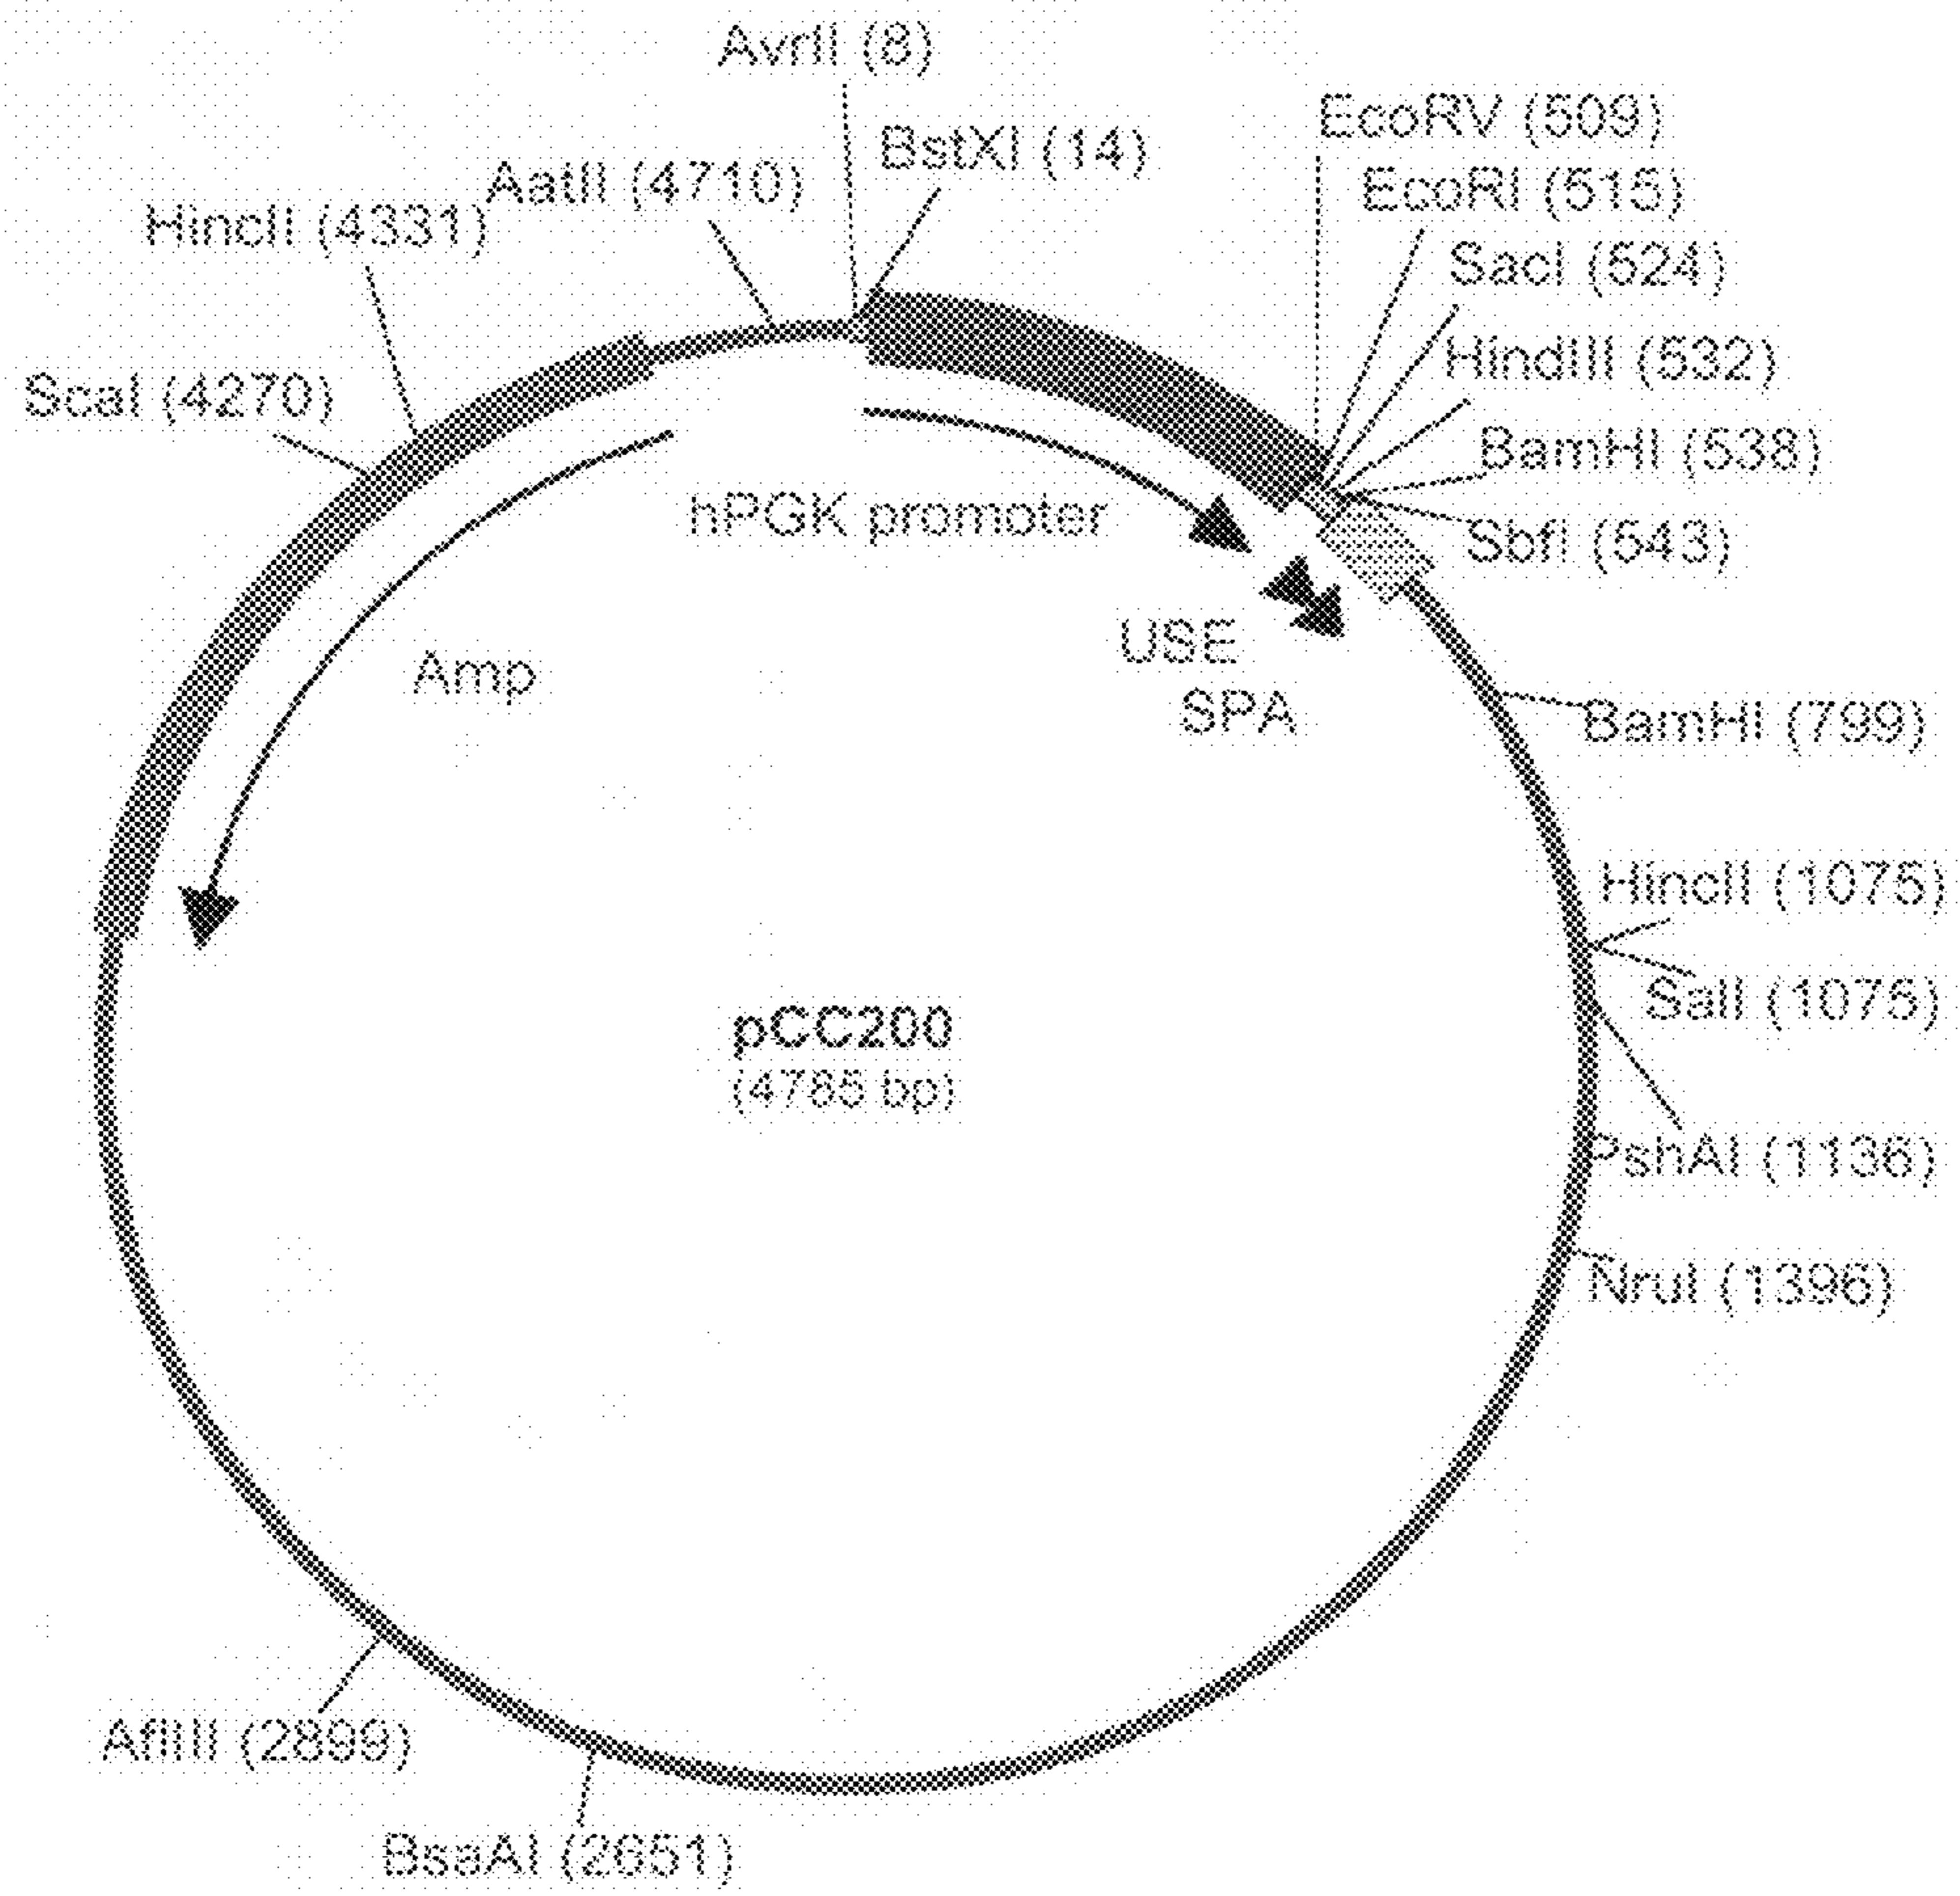 AvrII (8)
BstXI (14)
EcoRV (509)
EcoRI (515)
SacI (524)
HindIII (532)
BamHI (538)
SbfI (543)
BamHI (799)
HincII (1075)
SalI (1075)
PshAI (1136)
NruI (1396)
BsaAI (2651)
AflIII (2899)
ScaI (4270)
HincII (4331)
AatII (4710)
hPGK promoter
USE
SPA
Amp
pCC200
(4785 bp)